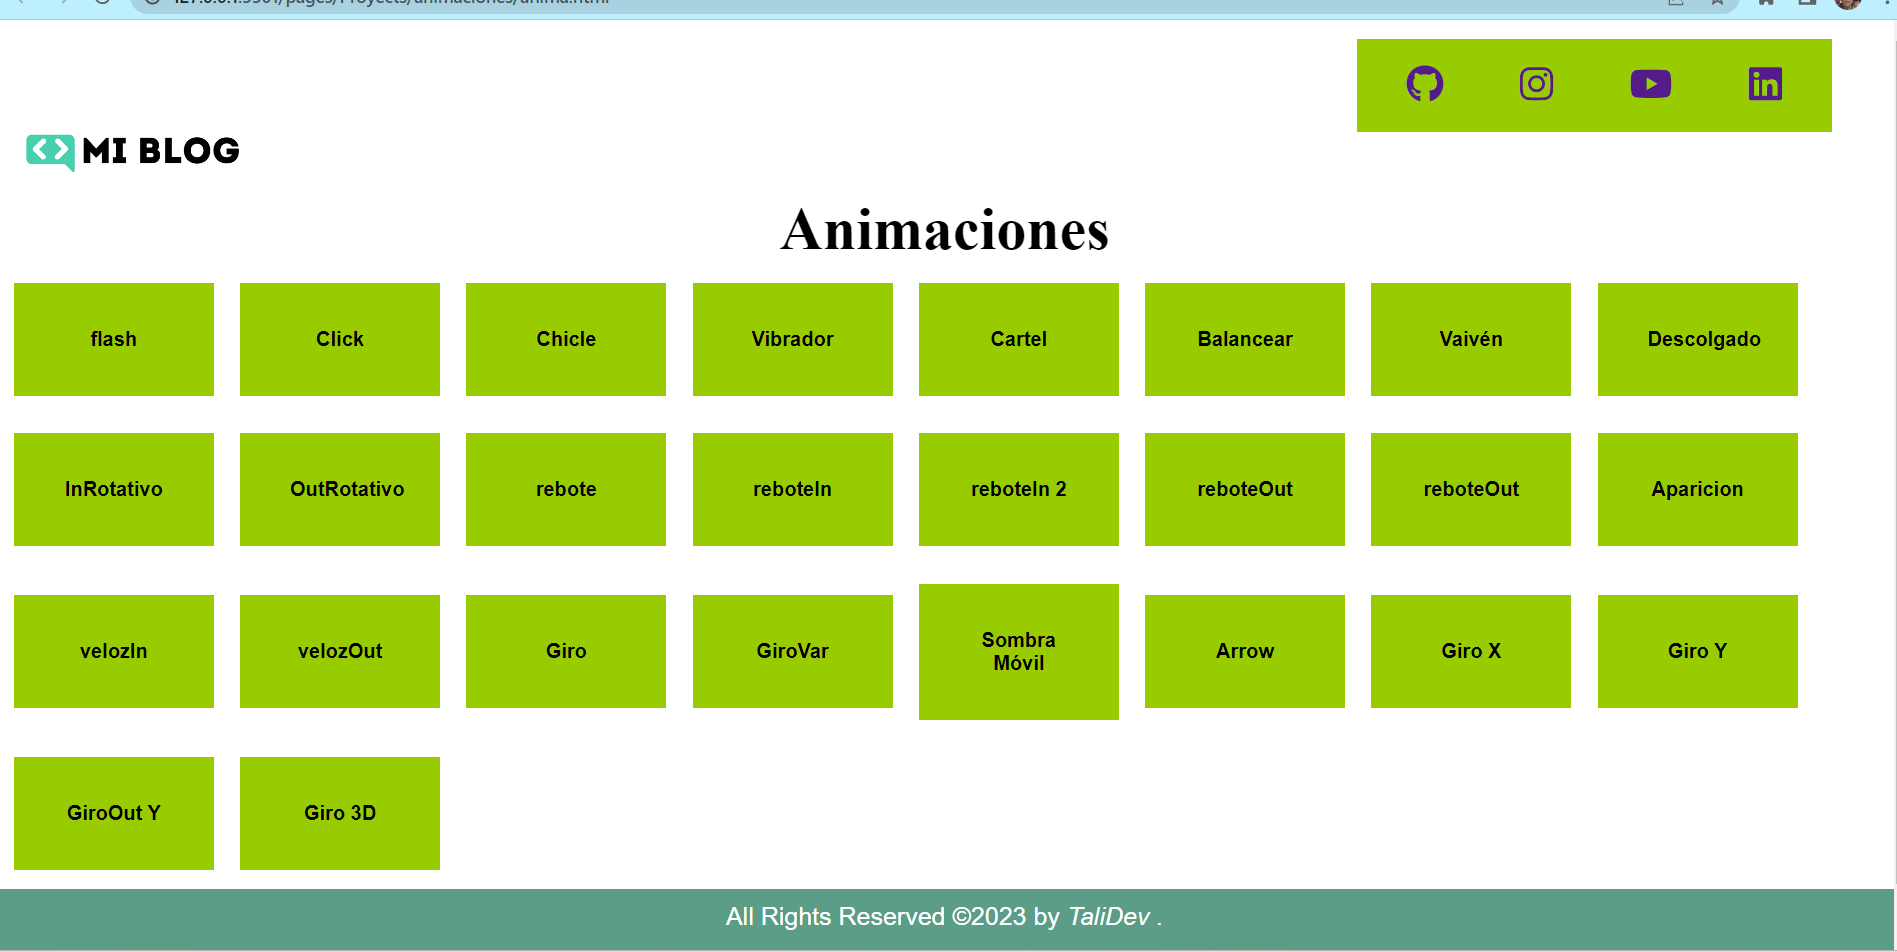 MI BLOG
Animaciones
flash
Click
Chicle
Vibrador
Cartel
Balancear
Vaivén
Descolgado
InRotativo
OutRotativo
rebote
reboteIn
reboteIn 2
reboteOut
reboteOut
Aparicion
velozIn
velozOut
Giro
GiroVar
Sombra
Móvil
Arrow
Giro X
Giro Y
GiroOut Y
Giro 3D
All Rights Reserved ©2023 by TaliDev .